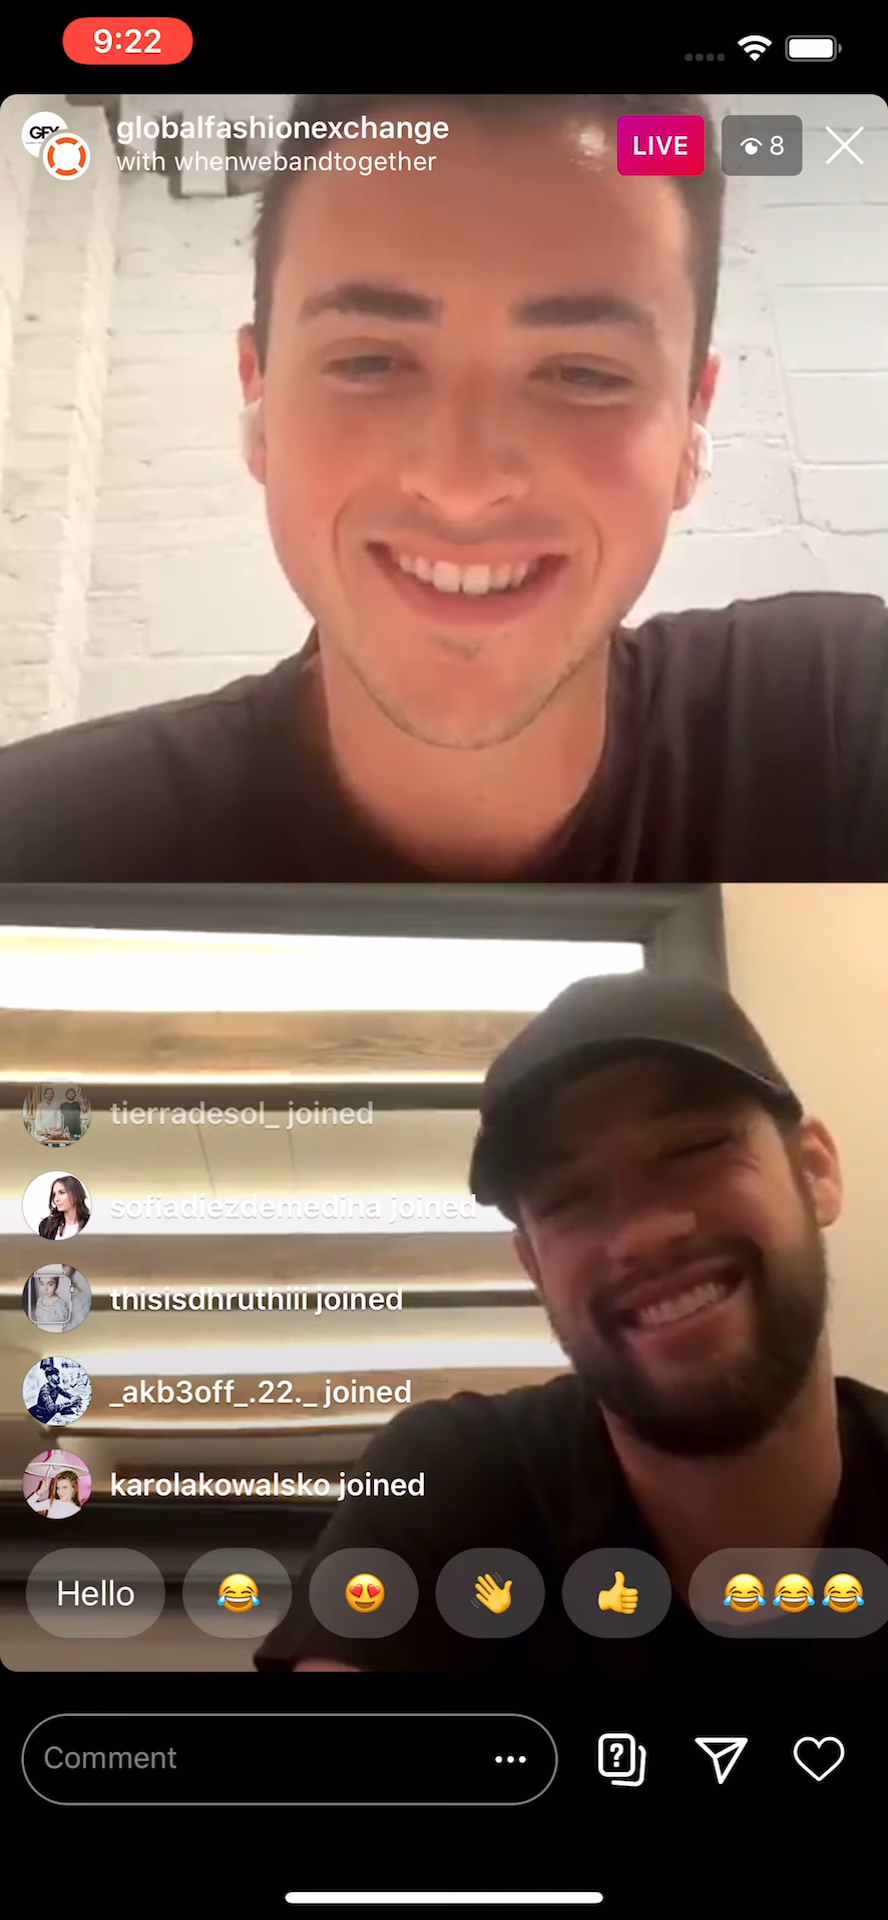 9:22
GFX
globalfashionexchange
with whenwebandtogether
LIVE
8
tierradesol_ joined
sofiadiezdemedina joined
thisisdhruthiii joined
_akb3off_.22._ joined
karolakowalsko joined
Hello
Comment